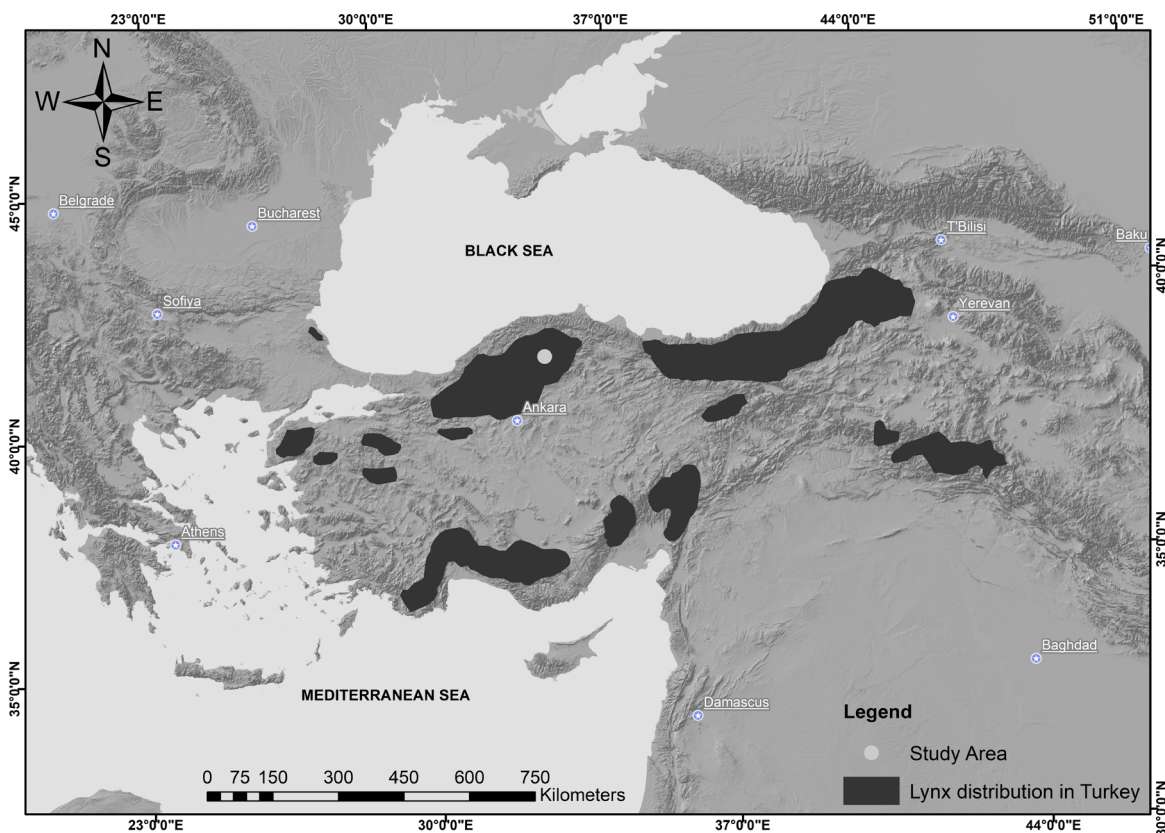 23°0'0"E 30°0'0"E 37°0'0"E 44°0'0"E 51°0'0"E
N
W E
S
45°0'0"N
Belgrade
Bucharest
T'Bilisi
Baku
BLACK SEA
40°0'0"N
Sofiya
Yerevan
Ankara
40°0'0"N
Athens
35°0'0"N
Baghdad
35°0'0"N
MEDITERRANEAN SEA
Damascus
Legend
Study Area
Lynx distribution in Turkey
0 75 150 300 450 600 750
Kilometers
30°0'0"N
23°0'0"E 30°0'0"E 37°0'0"E 44°0'0"E